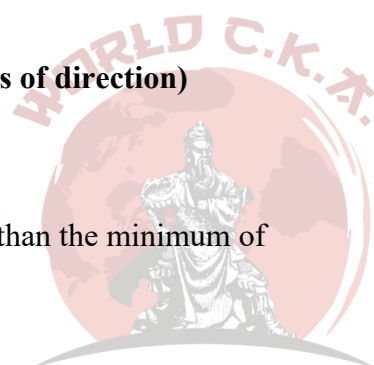 WORLD C.K.A.
s of direction)
than the minimum of